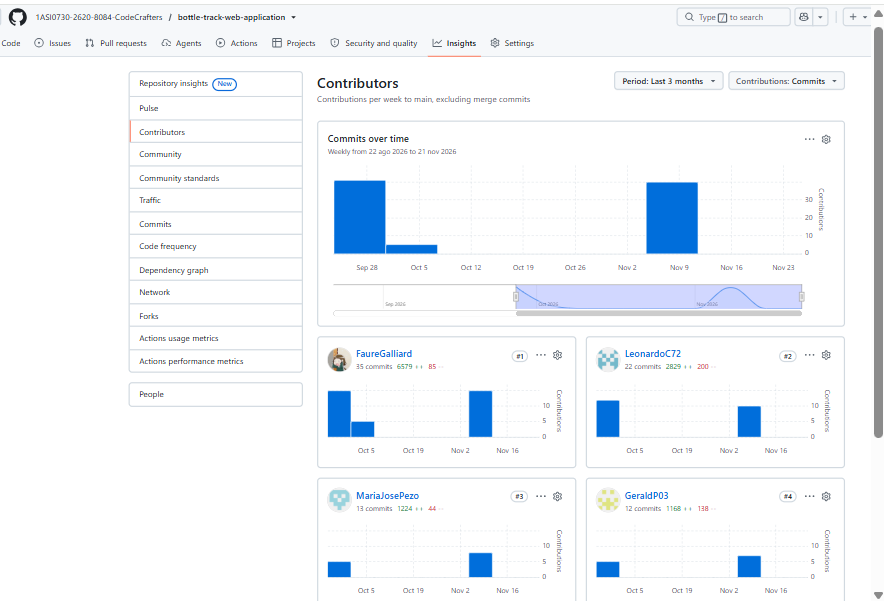 1ASI0730-2620-8084-CodeCrafters / bottle-track-web-application
Type / to search
Code Issues Pull requests Agents Actions Projects Security and quality Insights Settings
Repository insights New
Pulse
Contributors
Community
Community standards
Traffic
Commits
Code frequency
Dependency graph
Network
Forks
Actions usage metrics
Actions performance metrics
People
Contributors
Period: Last 3 months
Contributions: Commits
Contributions per week to main, excluding merge commits
Commits over time
Weekly from 22 ago 2026 to 21 nov 2026
30
20
10
0
Contributions
Sep 28 Oct 5 Oct 12 Oct 19 Oct 26 Nov 2 Nov 9 Nov 16 Nov 23
Sep 2026 Oct 2026 Nov 2026
FaureGalliard
#1
35 commits 6579 ++ 85 --
10
5
0
Contributions
Oct 5 Oct 19 Nov 2 Nov 16
LeonardoC72
#2
22 commits 2829 ++ 200 --
10
5
0
Contributions
Oct 5 Oct 19 Nov 2 Nov 16
MariaJosePezo
#3
13 commits 1224 ++ 44 --
10
5
0
Contributions
Oct 5 Oct 19 Nov 2 Nov 16
GeraldP03
#4
12 commits 1168 ++ 138 --
10
5
0
Contributions
Oct 5 Oct 19 Nov 2 Nov 16